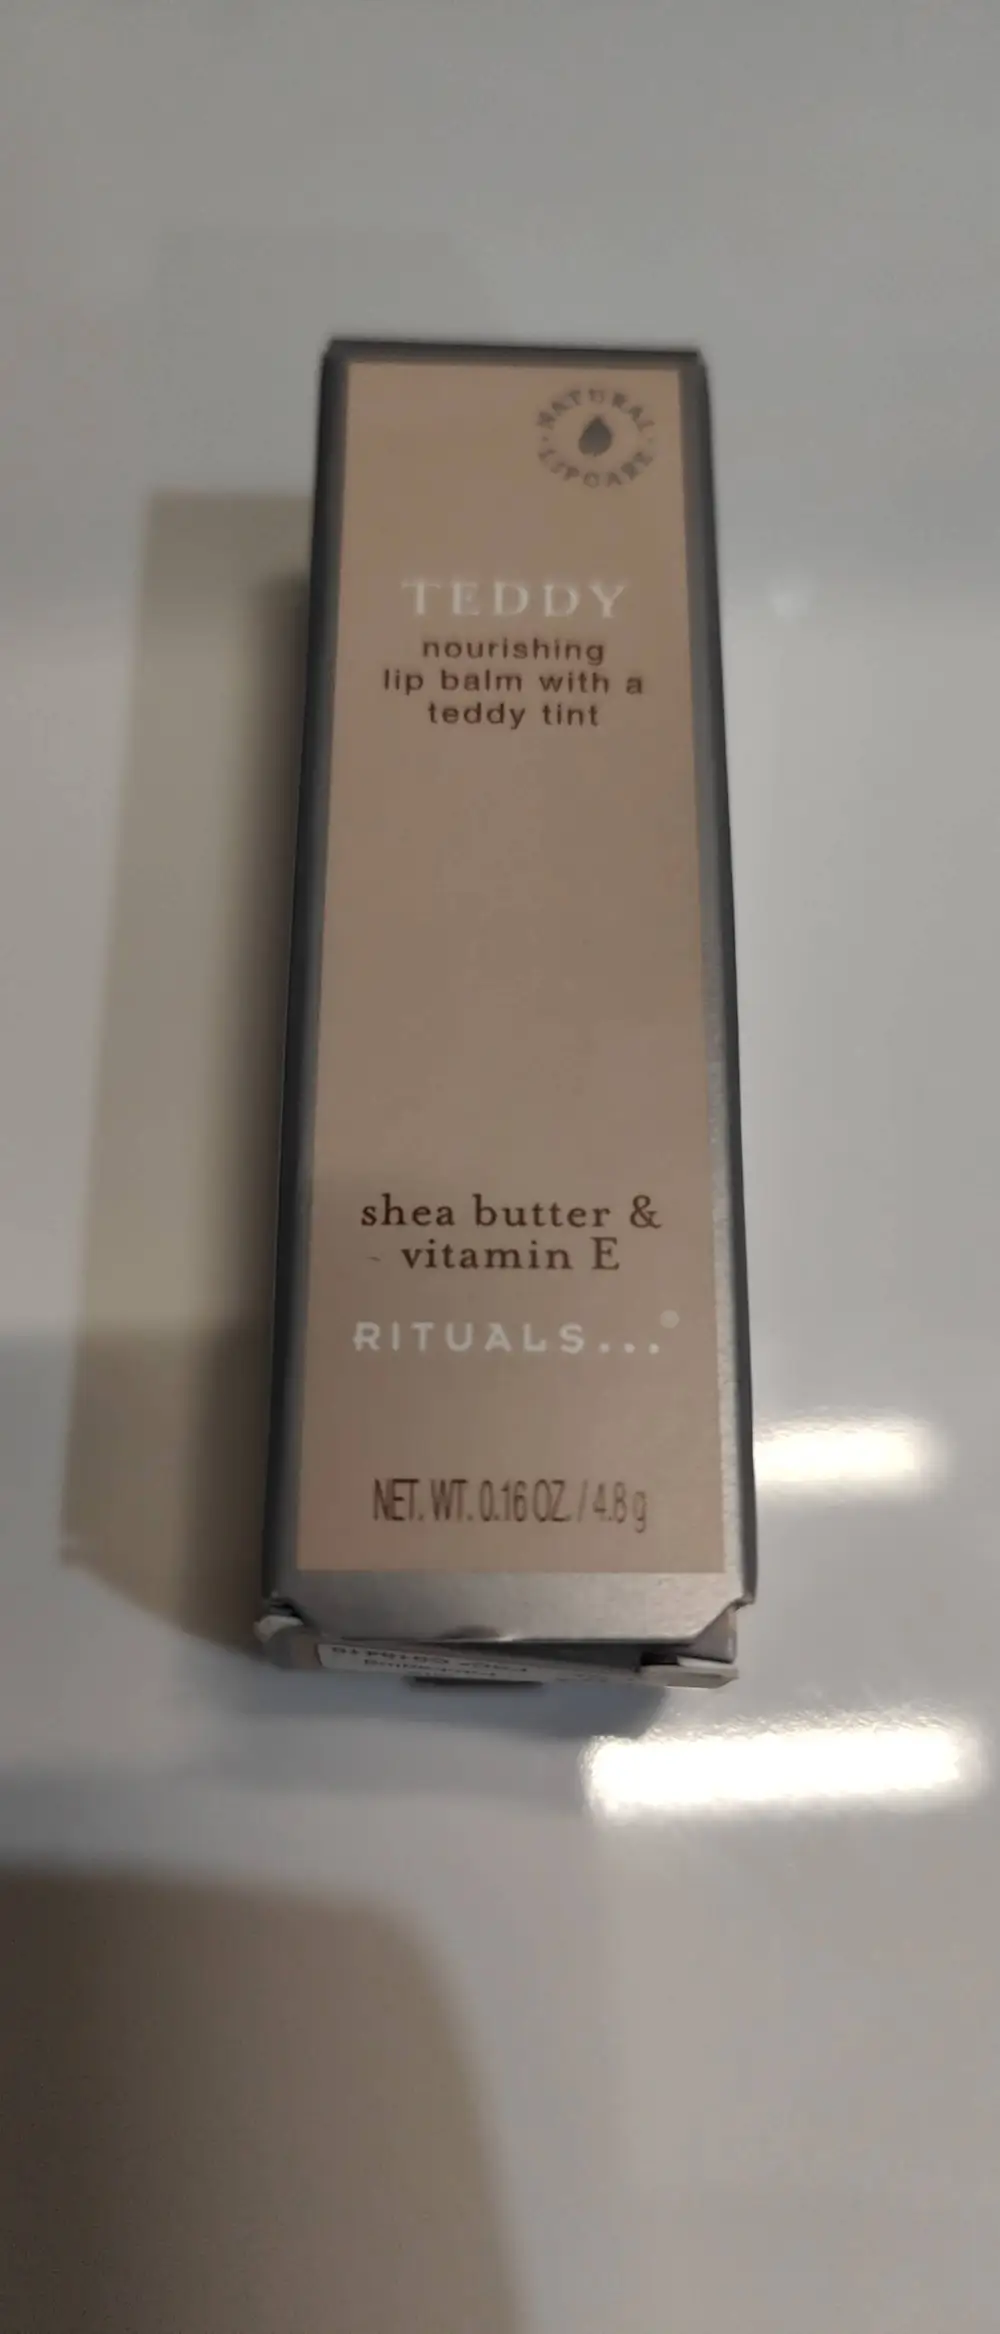 NATURAL
LIPCARE
TEDDY
nourishing
lip balm with a
teddy tint
shea butter &
vitamin E
RITUALS...®
NET. WT. 0.16 OZ. / 4.8 g